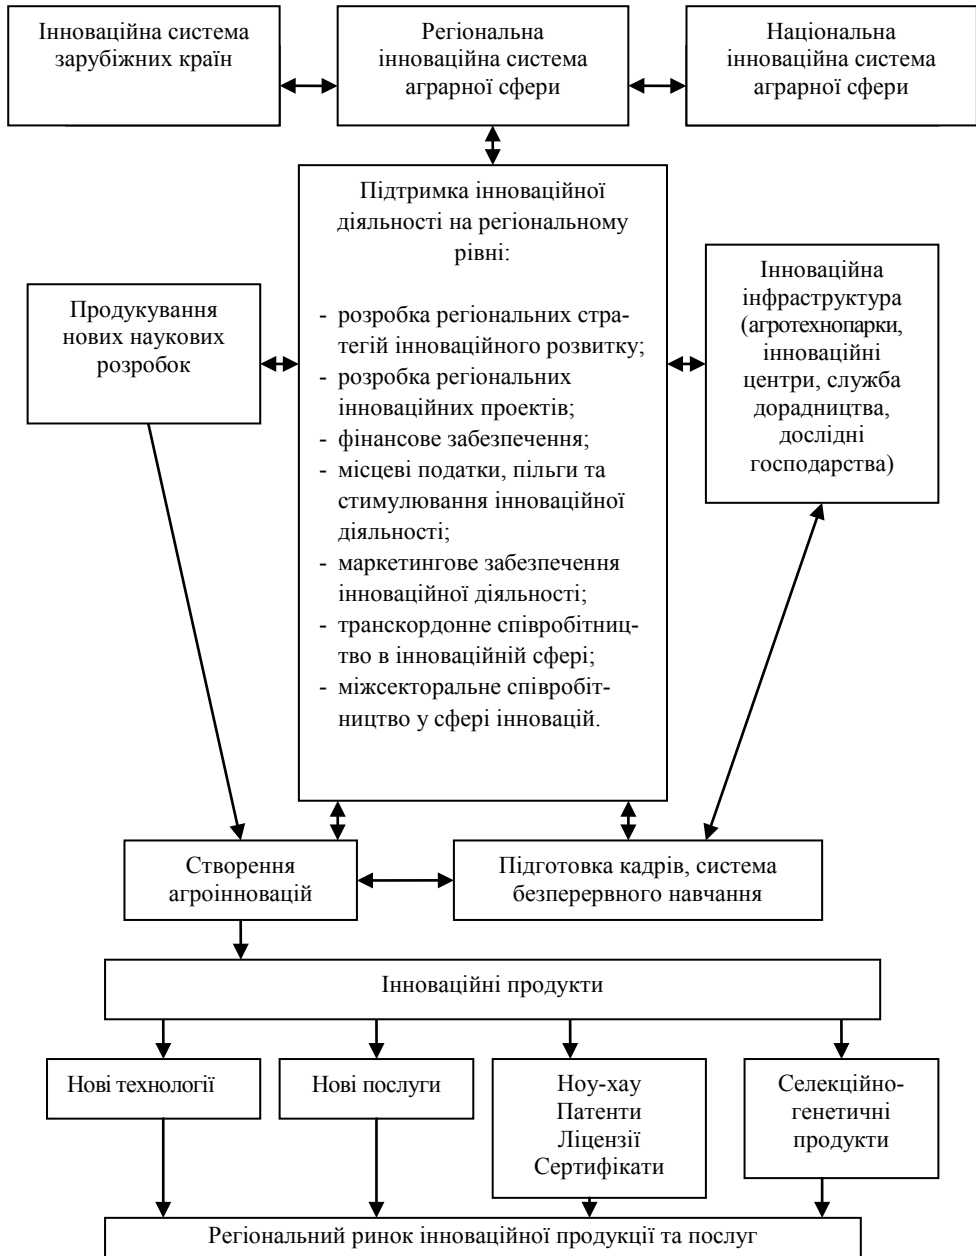 Інноваційна система
зарубіжних країн
Регіональна
інноваційна система
аграрної сфери
Національна
інноваційна система
аграрної сфери
Підтримка інноваційної
діяльності на регіональному
рівні:
- розробка регіональних стра-
тегій інноваційного розвитку;
- розробка регіональних
інноваційних проектів;
- фінансове забезпечення;
- місцеві податки, пільги та
стимулювання інноваційної
діяльності;
- маркетингове забезпечення
інноваційної діяльності;
- транскордонне співробітниц-
тво в інноваційній сфері;
- міжсекторальне співробіт-
ництво у сфері інновацій.
Продукування
нових наукових
розробок
Інноваційна
інфраструктура
(агротехнопарки,
інноваційні
центри, служба
дорадництва,
дослідні
господарства)
Створення
агроінновацій
Підготовка кадрів, система
безперервного навчання
Інноваційні продукти
Нові технології
Нові послуги
Ноу-хау
Патенти
Ліцензії
Сертифікати
Селекційно-
генетичні
продукти
Регіональний ринок інноваційної продукції та послуг